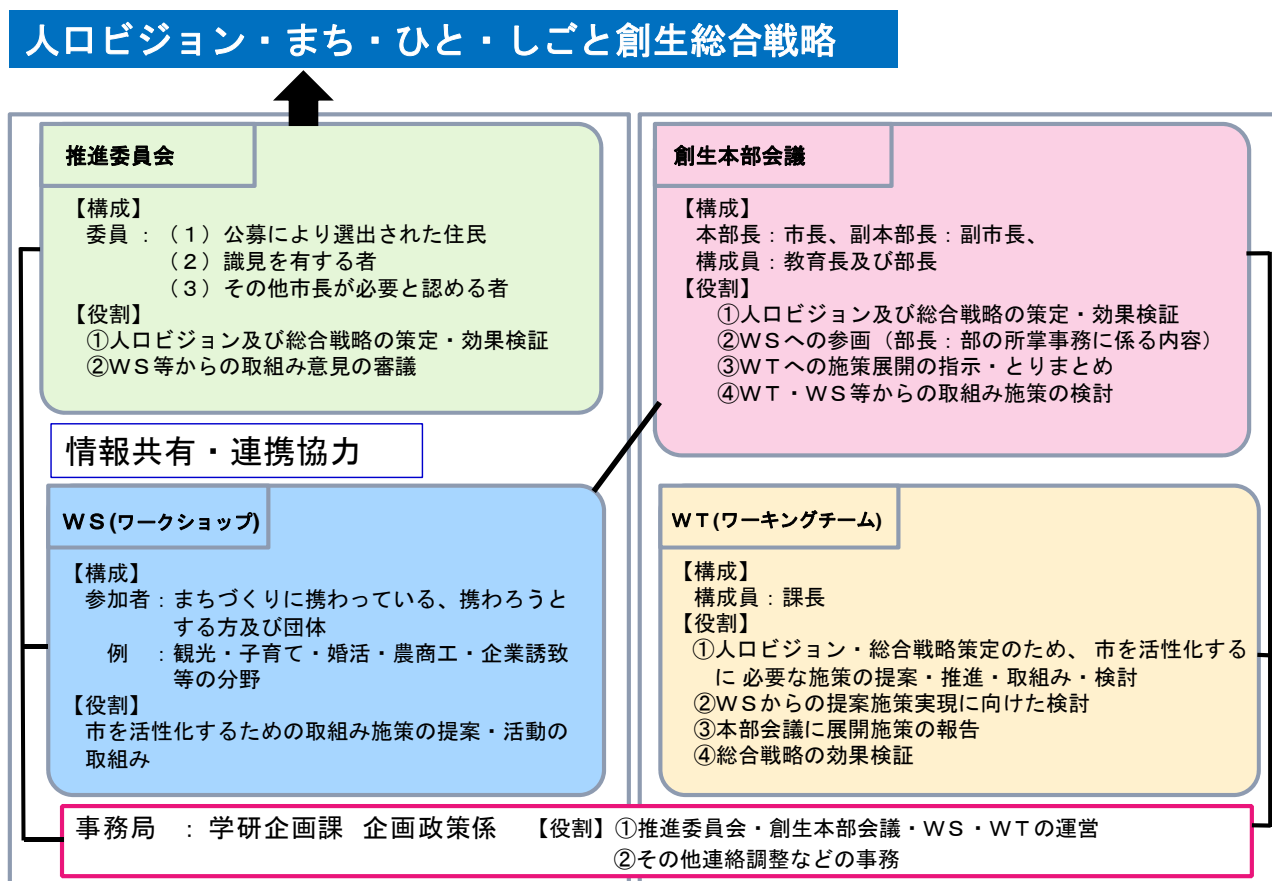 人口ビジョン・まち・ひと・しごと創生総合戦略
推進委員会
【構成】
委員 : (1)公募により選出された住民
(2)識見を有する者
(3)その他市長が必要と認める者
【役割】
①人口ビジョン及び総合戦略の策定・効果検証
②WS等からの取組み意見の審議
創生本部会議
【構成】
本部長:市長、副本部長:副市長、
構成員:教育長及び部長
【役割】
①人口ビジョン及び総合戦略の策定・効果検証
②WSへの参画(部長:部の所掌事務に係る内容)
③WTへの施策展開の指示・とりまとめ
④WT・WS等からの取組み施策の検討
情報共有・連携協力
WS(ワークショップ)
【構成】
参加者:まちづくりに携わっている、携わろうと
する方及び団体
例 :観光・子育て・婚活・農商工・企業誘致
等の分野
【役割】
市を活性化するための取組み施策の提案・活動の
取組み
WT(ワーキングチーム)
【構成】
構成員:課長
【役割】
①人口ビジョン・総合戦略策定のため、 市を活性化する
に 必要な施策の提案・推進・取組み・検討
②WSからの提案施策実現に向けた検討
③本部会議に展開施策の報告
④総合戦略の効果検証
事務局 : 学研企画課 企画政策係 【役割】①推進委員会・創生本部会議・WS・WTの運営
②その他連絡調整などの事務